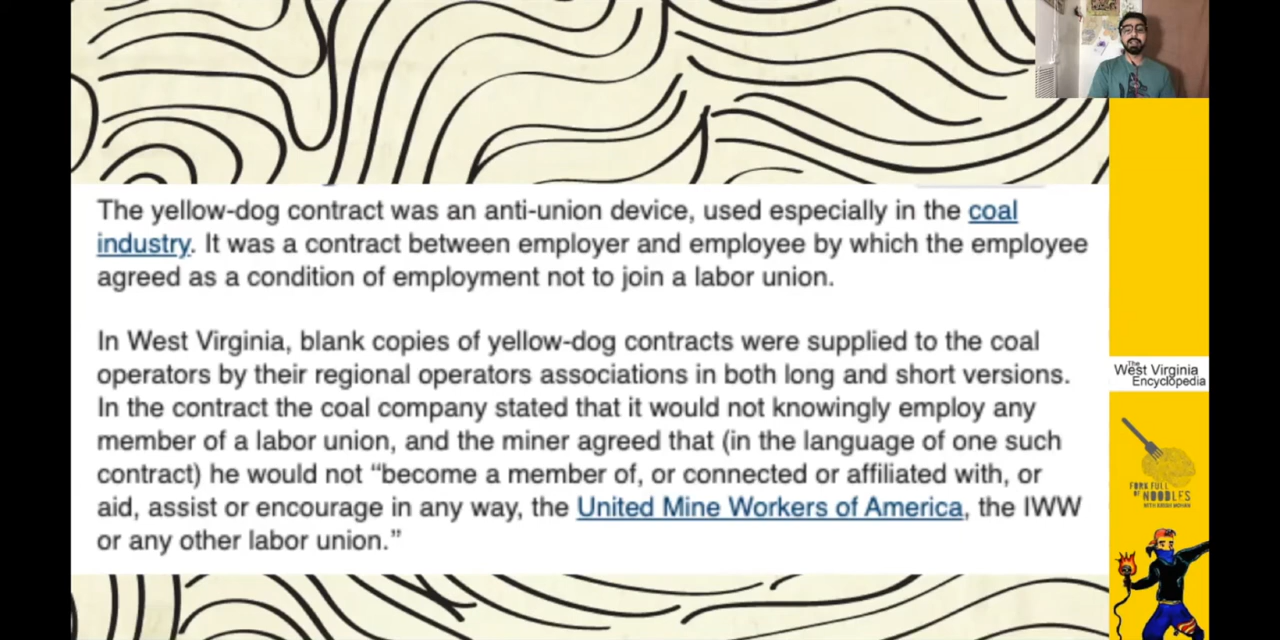 The yellow-dog contract was an anti-union device, used especially in the coal
industry. It was a contract between employer and employee by which the employee
agreed as a condition of employment not to join a labor union.
In West Virginia, blank copies of yellow-dog contracts were supplied to the coal
operators by their regional operators associations in both long and short versions.
In the contract the coal company stated that it would not knowingly employ any
member of a labor union, and the miner agreed that (in the language of one such
contract) he would not “become a member of, or connected or affiliated with, or
aid, assist or encourage in any way, the United Mine Workers of America, the IWW
or any other labor union.”
The
West Virginia
Encyclopedia
FORK FULL
OF NOODLES